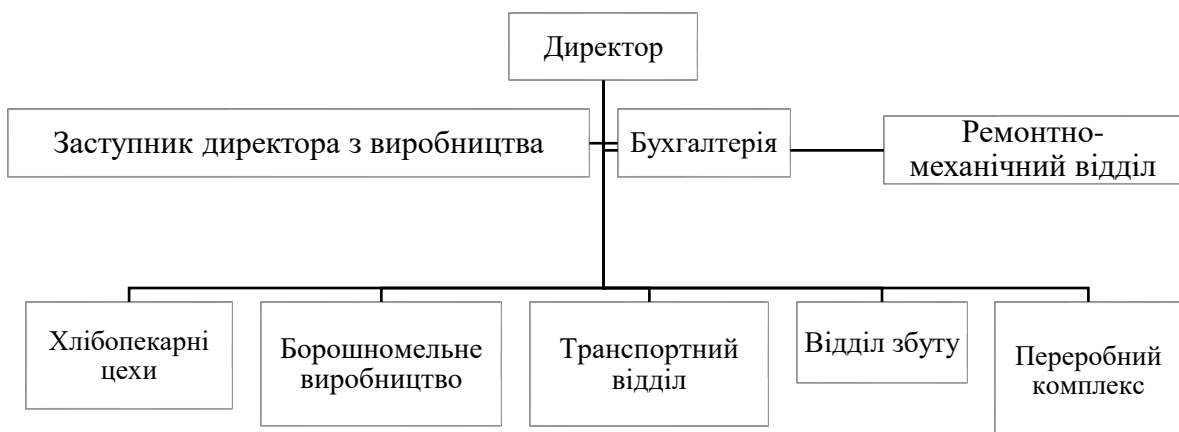 Директор
Заступник директора з виробництва
Бухгалтерія
Ремонтно-
механічний відділ
Хлібопекарні
цехи
Борошномельне
виробництво
Транспортний
відділ
Відділ збуту
Переробний
комплекс